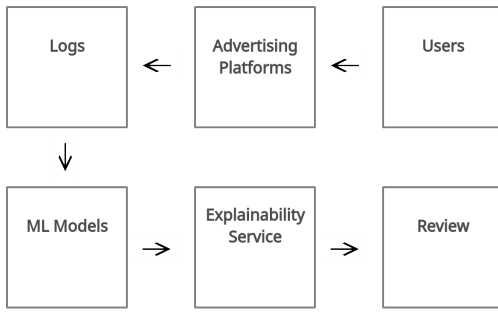 Logs
Advertising
Platforms
Users
ML Models
Explainability
Service
Review